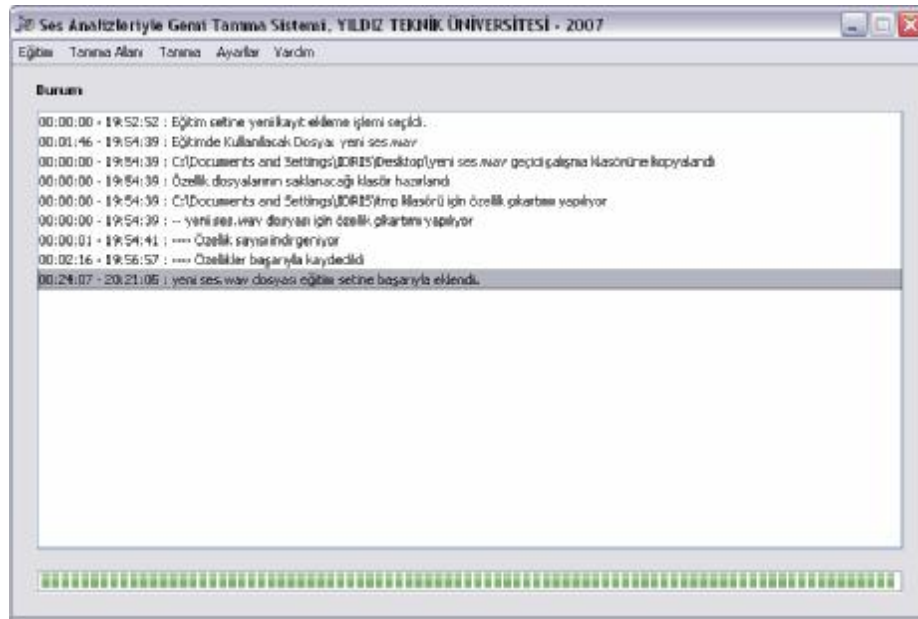 Ses Analizleriyle Gemi Tanıma Sistemi, YILDIZ TEKNİK ÜNİVERSİTESİ - 2007
Eğitim Tanıma Alanı Tanıma Ayarlar Yardım
Durum
00:00:00 - 19:52:52 : Eğitim setine yeni kayıt ekleme işlemi seçildi.
00:01:46 - 19:54:39 : Eğitimde Kullanılacak Dosya: yeni ses.wav
00:00:00 - 19:54:39 : C:\Documents and Settings\IDRIS\Desktop\yeni ses.wav geçici çalışma klasörüne kopyalandı
00:00:00 - 19:54:39 : Özellik dosyalarının saklanacağı klasör hazırlandı
00:00:00 - 19:54:39 : C:\Documents and Settings\IDRIS\tmp klasörü için özellik çıkartımı yapılıyor
00:00:00 - 19:54:39 : -- yeni ses.wav dosyası için özellik çıkartımı yapılıyor
00:00:01 - 19:54:41 : ---- Özellik sayısı indirgeniyor
00:02:16 - 19:56:57 : ---- Özellikler başarıyla kaydedildi
00:24:07 - 20:21:05 : yeni ses.wav dosyası eğitim setine başarıyla eklendi.